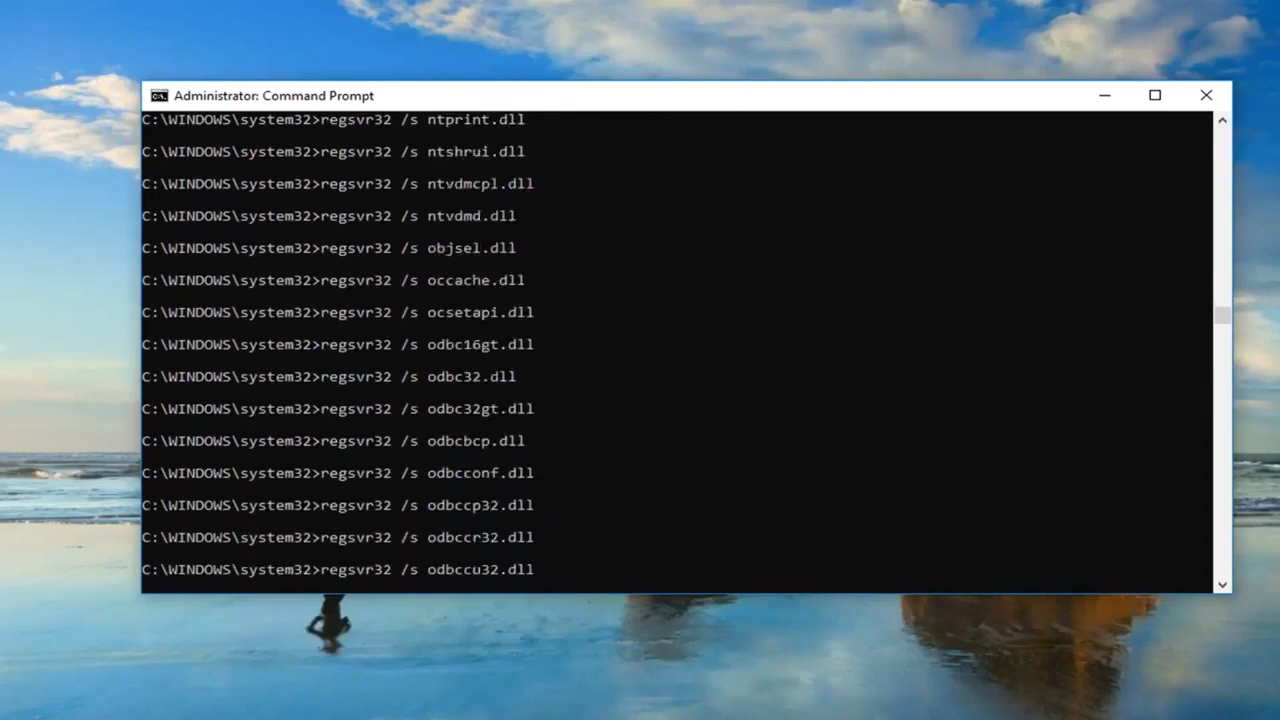 Administrator: Command Prompt
C:\WINDOWS\system32>regsvr32 /s ntprint.dll
C:\WINDOWS\system32>regsvr32 /s ntshrui.dll
C:\WINDOWS\system32>regsvr32 /s ntvdmcpl.dll
C:\WINDOWS\system32>regsvr32 /s ntvdmd.dll
C:\WINDOWS\system32>regsvr32 /s objsel.dll
C:\WINDOWS\system32>regsvr32 /s occache.dll
C:\WINDOWS\system32>regsvr32 /s ocsetapi.dll
C:\WINDOWS\system32>regsvr32 /s odbc16gt.dll
C:\WINDOWS\system32>regsvr32 /s odbc32.dll
C:\WINDOWS\system32>regsvr32 /s odbc32gt.dll
C:\WINDOWS\system32>regsvr32 /s odbcbcp.dll
C:\WINDOWS\system32>regsvr32 /s odbcconf.dll
C:\WINDOWS\system32>regsvr32 /s odbccp32.dll
C:\WINDOWS\system32>regsvr32 /s odbccr32.dll
C:\WINDOWS\system32>regsvr32 /s odbccu32.dll